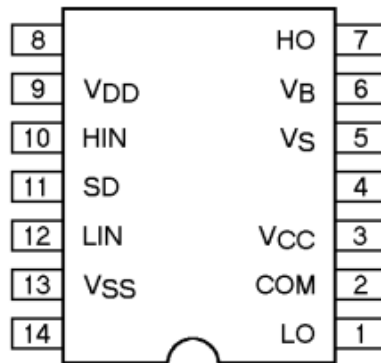 8 HO 7
9 VDD VB 6
10 HIN VS 5
11 SD 4
12 LIN VCC 3
13 VSS COM 2
14 LO 1